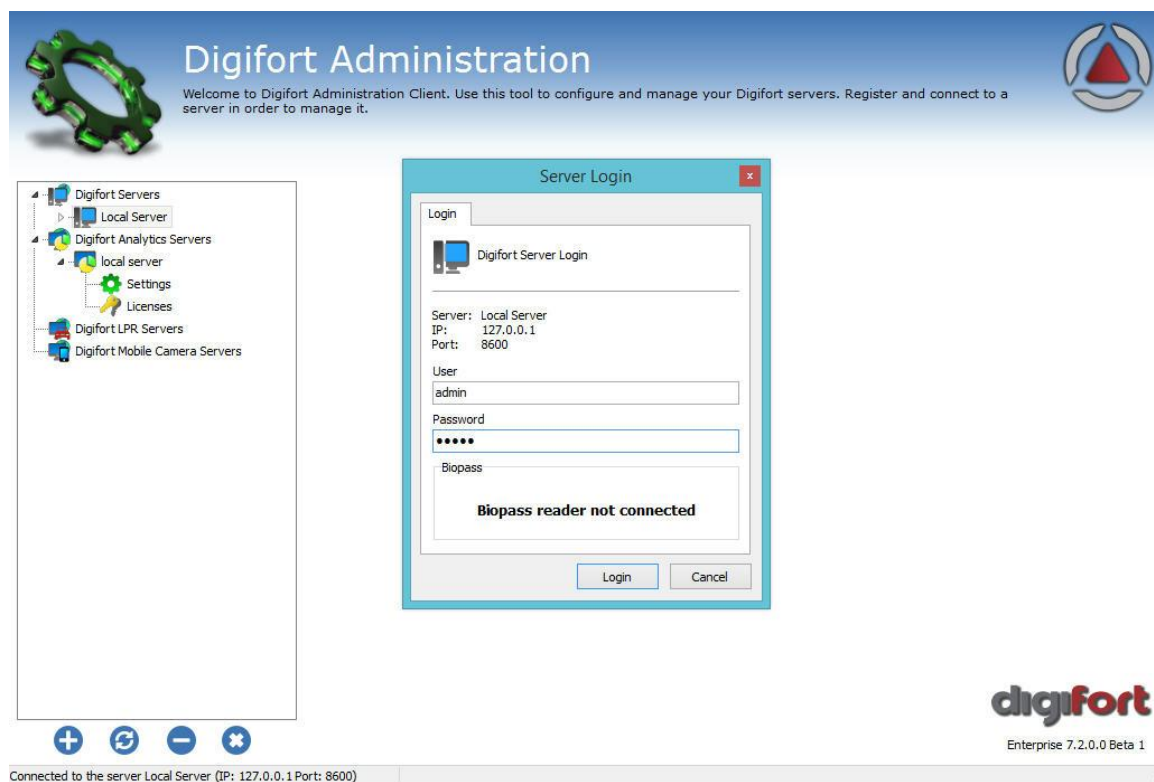 Digifort Administration
Welcome to Digifort Administration Client. Use this tool to configure and manage your Digifort servers. Register and connect to a
server in order to manage it.
Digifort Servers
Local Server
Digifort Analytics Servers
local server
Settings
Licenses
Digifort LPR Servers
Digifort Mobile Camera Servers
Server Login
x
Login
Digifort Server Login
Server: Local Server
IP: 127.0.0.1
Port: 8600
User
admin
Password
•••••
Biopass
Biopass reader not connected
Login Cancel
digifort
Enterprise 7.2.0.0 Beta 1
Connected to the server Local Server (IP: 127.0.0.1 Port: 8600)